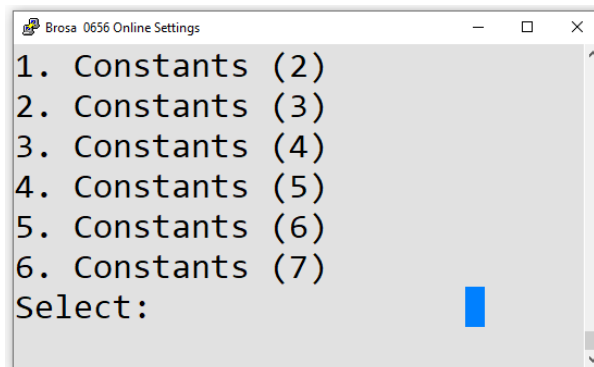 Brosa 0656 Online Settings
1. Constants (2)
2. Constants (3)
3. Constants (4)
4. Constants (5)
5. Constants (6)
6. Constants (7)
Select: